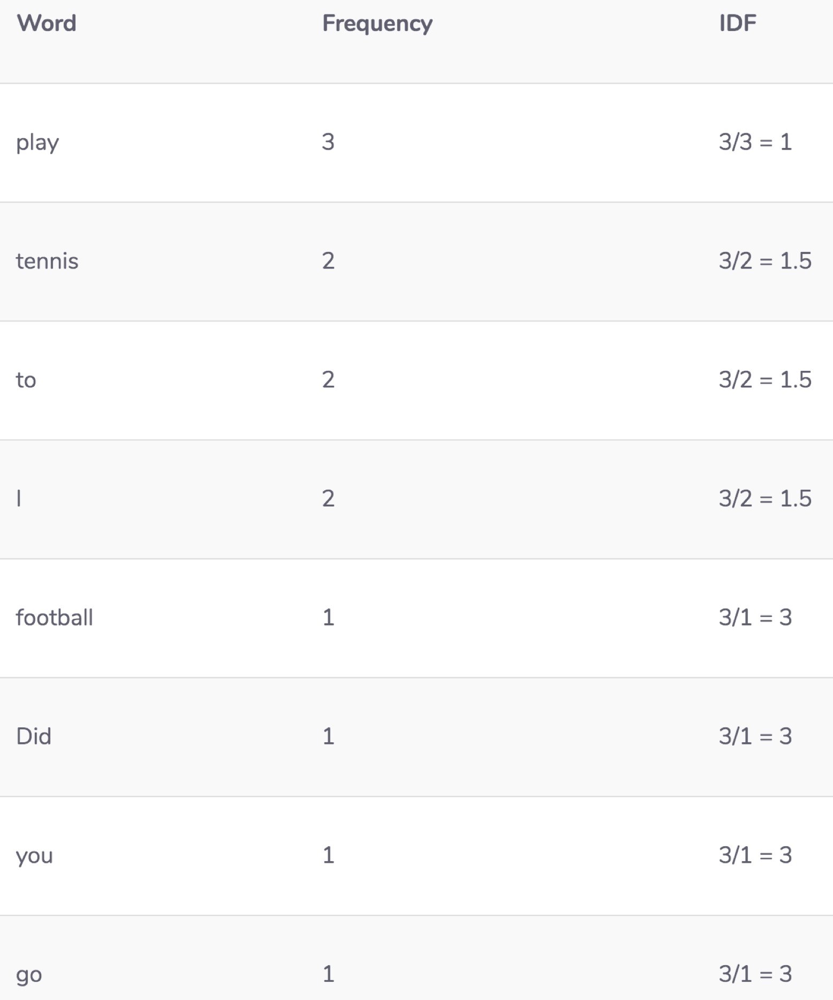 Word Frequency IDF
play 3 3/3 = 1
tennis 2 3/2 = 1.5
to 2 3/2 = 1.5
I 2 3/2 = 1.5
football 1 3/1 = 3
Did 1 3/1 = 3
you 1 3/1 = 3
go 1 3/1 = 3